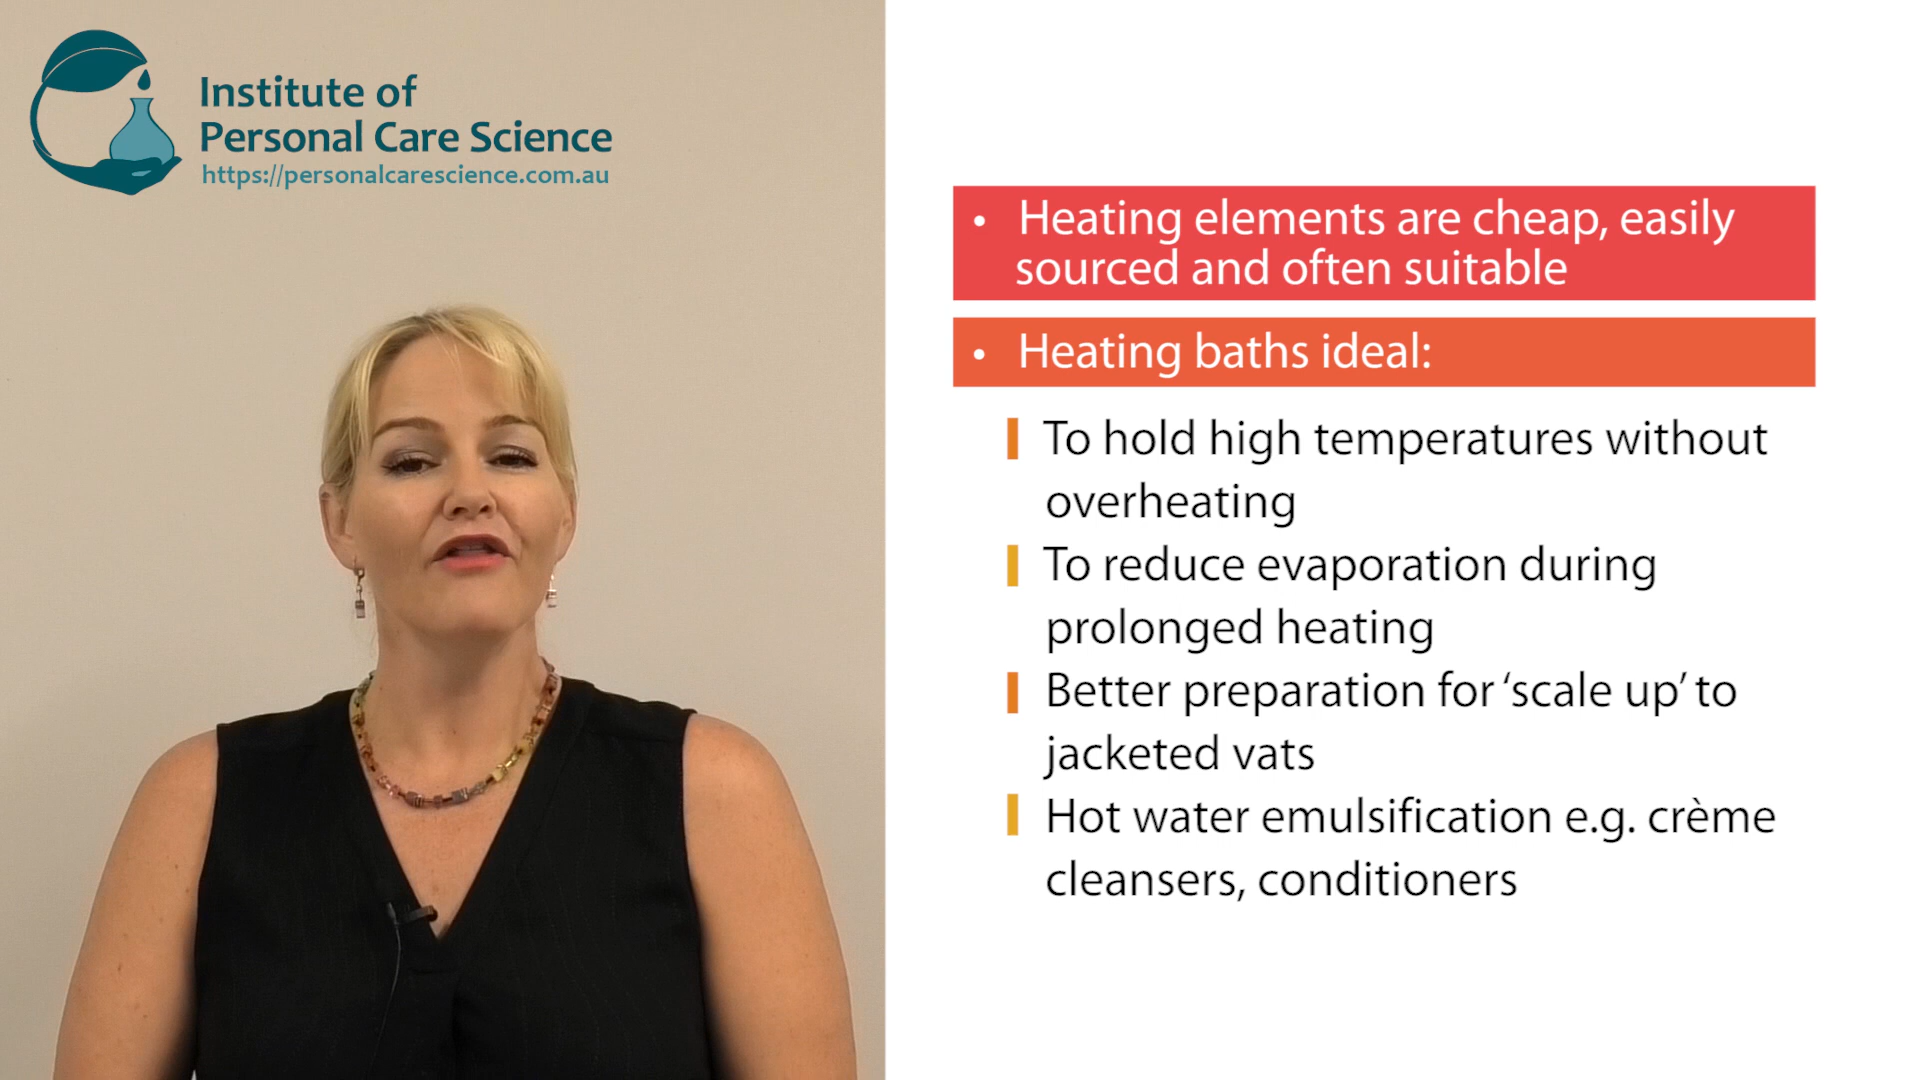 Institute of
Personal Care Science
https://personalcarescience.com.au
• Heating elements are cheap, easily
sourced and often suitable
• Heating baths ideal:
To hold high temperatures without
overheating
To reduce evaporation during
prolonged heating
Better preparation for ‘scale up’ to
jacketed vats
Hot water emulsification e.g. crème
cleansers, conditioners